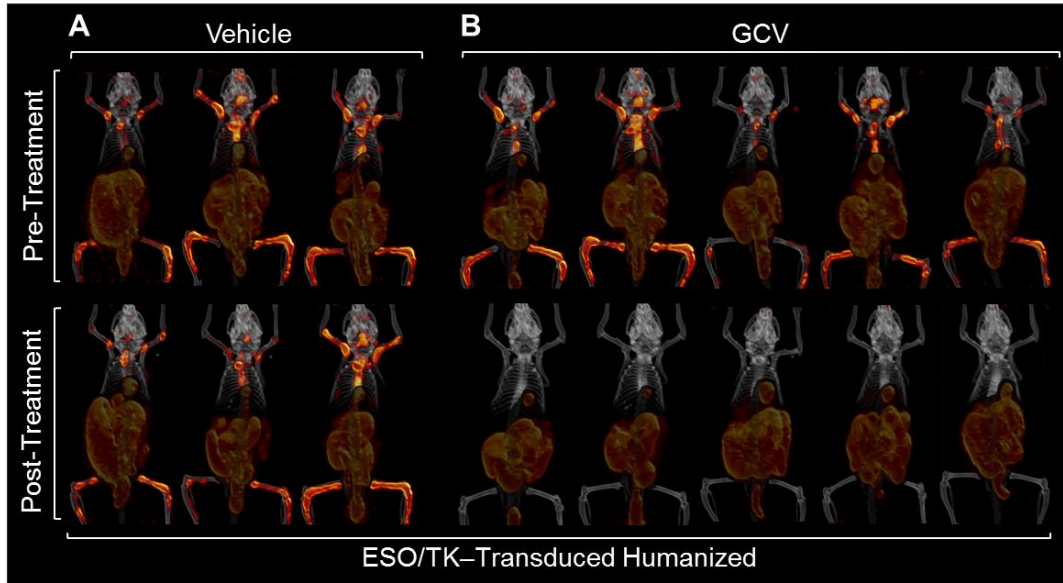 A
B
Vehicle
GCV
Pre-Treatment
Post-Treatment
ESO/TK–Transduced Humanized